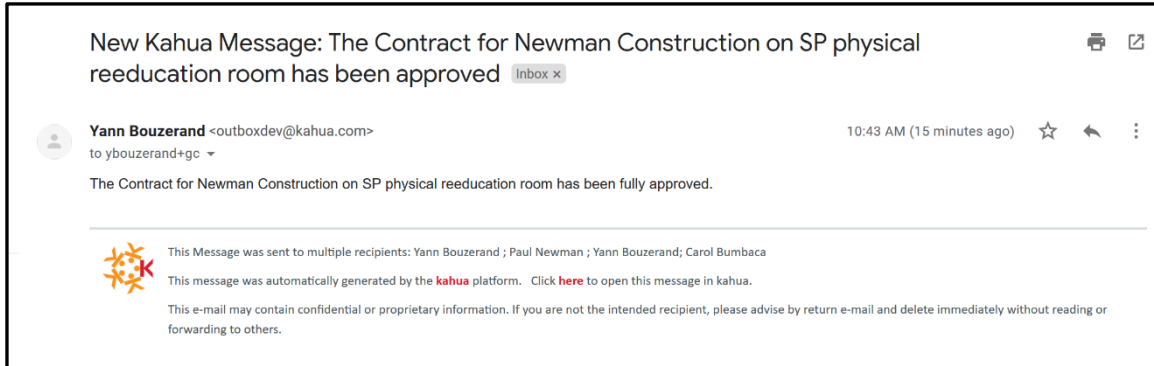 New Kahua Message: The Contract for Newman Construction on SP physical
reeducation room has been approved Inbox x
Yann Bouzerand <outboxdev@kahua.com> 10:43 AM (15 minutes ago)
to ybouzerand+gc
The Contract for Newman Construction on SP physical reeducation room has been fully approved.
K
This Message was sent to multiple recipients: Yann Bouzerand ; Paul Newman ; Yann Bouzerand; Carol Bumbaca
This message was automatically generated by the kahua platform. Click here to open this message in kahua.
This e-mail may contain confidential or proprietary information. If you are not the intended recipient, please advise by return e-mail and delete immediately without reading or
forwarding to others.